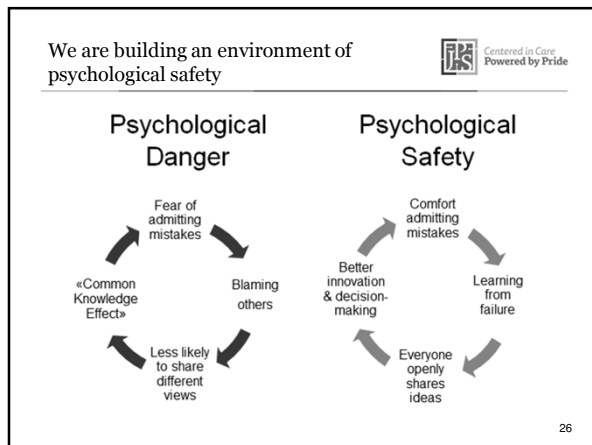 We are building an environment of
psychological safety
Centered in Care
Powered by Pride
Psychological
Danger
Fear of
admitting
mistakes
Blaming
others
Less likely
to share
different
views
«Common
Knowledge
Effect»
Psychological
Safety
Comfort
admitting
mistakes
Learning
from
failure
Everyone
openly
shares
ideas
Better
innovation
& decision-
making
26